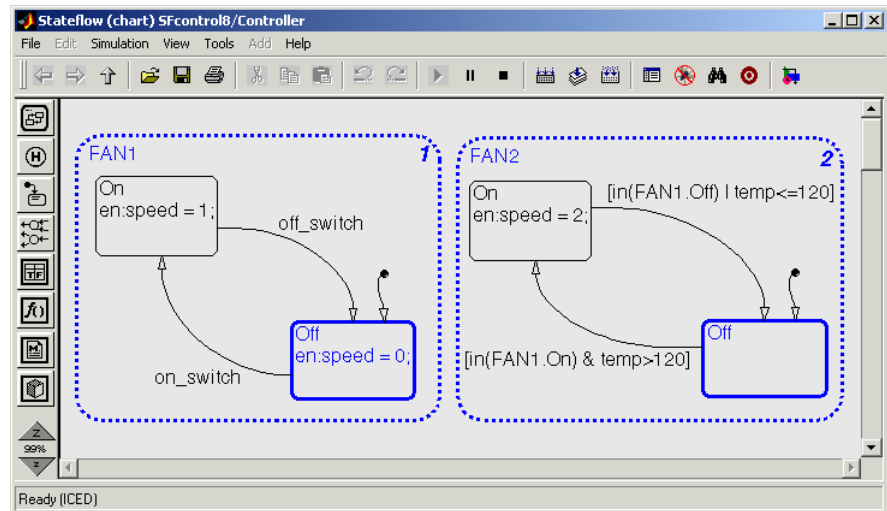 Stateflow (chart) SFcontrol8/Controller
File Edit Simulation View Tools Add Help
FAN1
1
On
en:speed = 1;
off_switch
Off
en:speed = 0;
on_switch
FAN2
2
On
en:speed = 2;
[in(FAN1.Off) | temp<=120]
Off
[in(FAN1.On) & temp>120]
H
TF
f()
M
Z
99%
z
Ready (ICED)